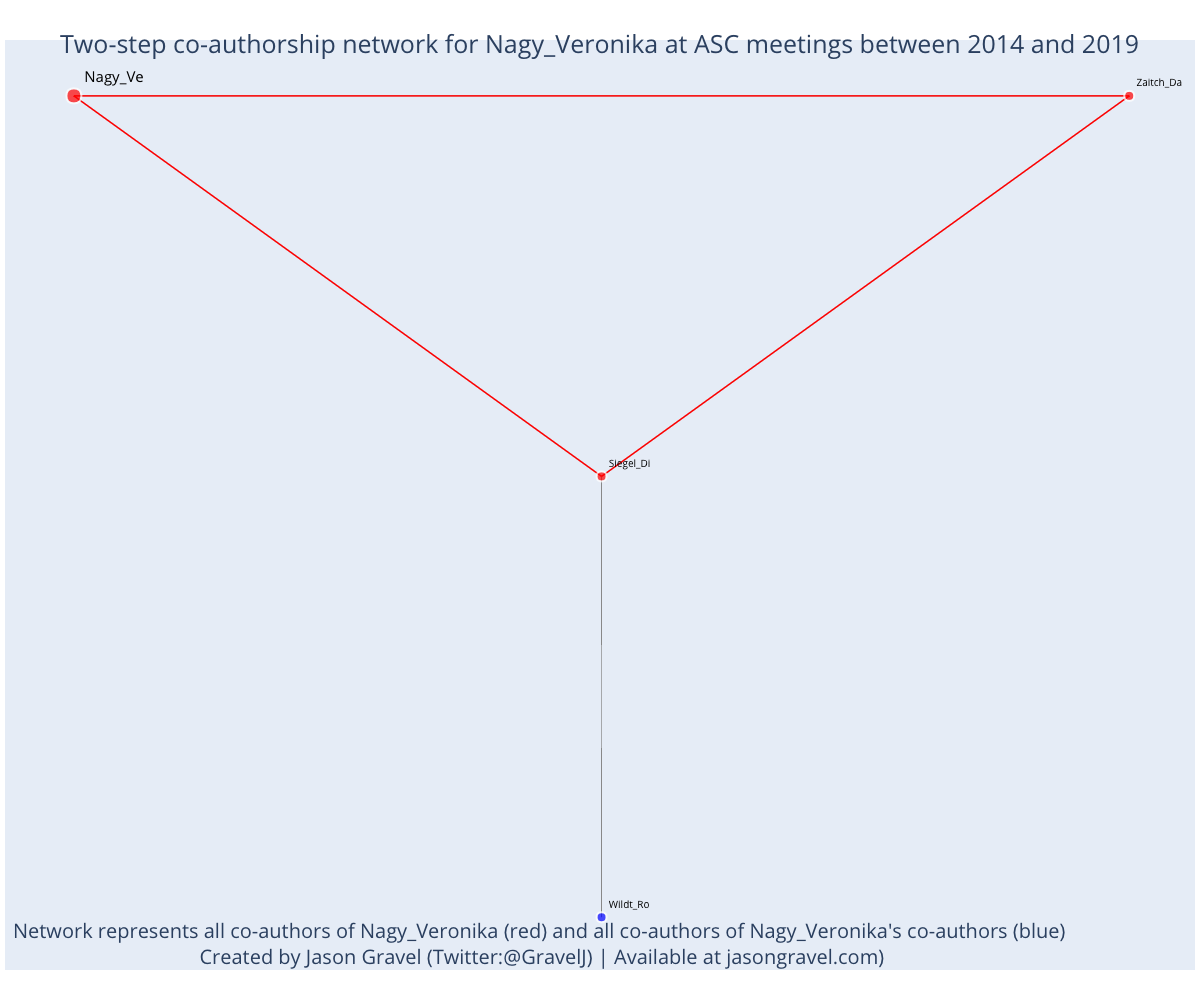 Two-step co-authorship network for Nagy_Veronika at ASC meetings between 2014 and 2019
Nagy_Ve
Zaitch_Da
Siegel_Di
Wildt_Ro
Network represents all co-authors of Nagy_Veronika (red) and all co-authors of Nagy_Veronika's co-authors (blue)
Created by Jason Gravel (Twitter:@GravelJ) | Available at jasongravel.com)